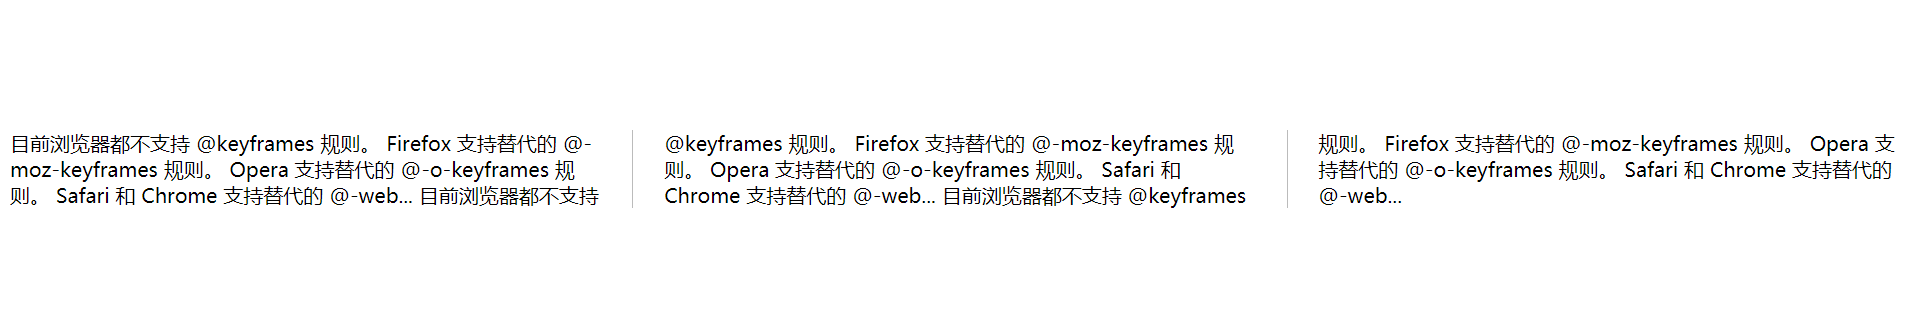 目前浏览器都不支持 @keyframes 规则。 Firefox 支持替代的 @-
moz-keyframes 规则。 Opera 支持替代的 @-o-keyframes 规
则。 Safari 和 Chrome 支持替代的 @-web... 目前浏览器都不支持
@keyframes 规则。 Firefox 支持替代的 @-moz-keyframes 规
则。 Opera 支持替代的 @-o-keyframes 规则。 Safari 和
Chrome 支持替代的 @-web... 目前浏览器都不支持 @keyframes
规则。 Firefox 支持替代的 @-moz-keyframes 规则。 Opera 支
持替代的 @-o-keyframes 规则。 Safari 和 Chrome 支持替代的
@-web...